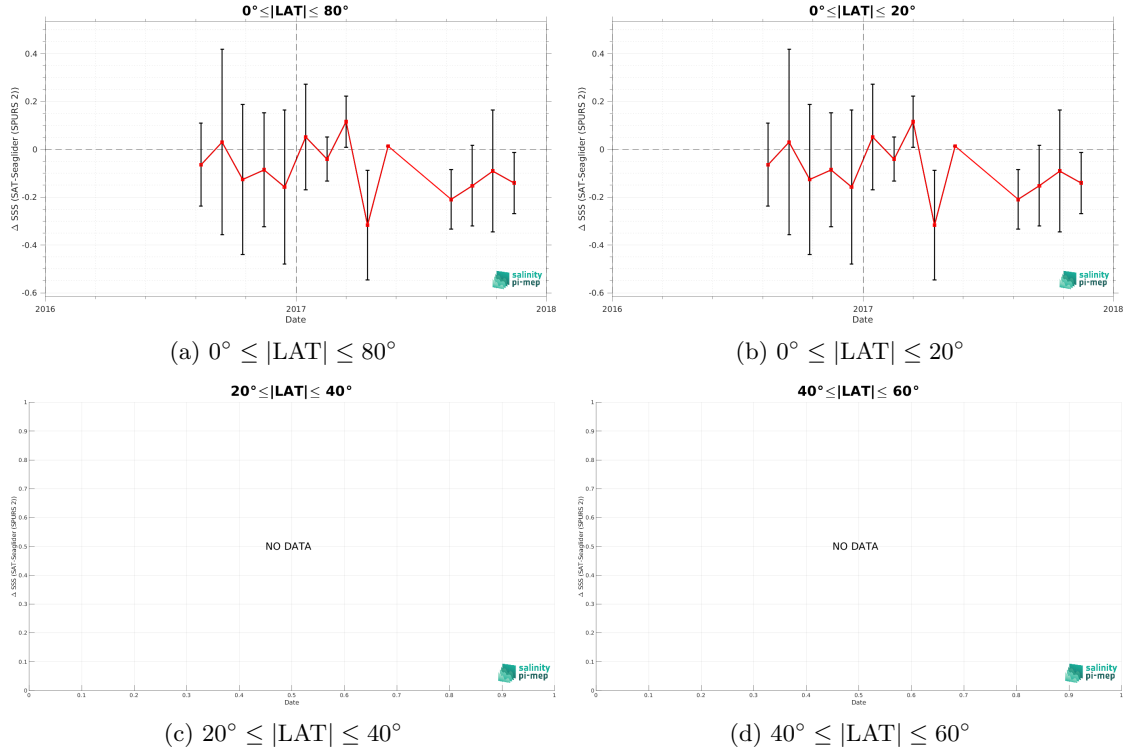 0°≤|LAT|≤ 80°
Δ SSS (SAT-Seaglider (SPURS 2))
0.4
0.2
0
-0.2
-0.4
-0.6
2016
2017
2018
Date
salinity
pi-mep
(a) 0° ≤ |LAT| ≤ 80°
0°≤|LAT|≤ 20°
Δ SSS (SAT-Seaglider (SPURS 2))
0.4
0.2
0
-0.2
-0.4
-0.6
2016
2017
2018
Date
salinity
pi-mep
(b) 0° ≤ |LAT| ≤ 20°
20°≤|LAT|≤ 40°
Δ SSS (SAT-Seaglider (SPURS 2))
1
0.9
0.8
0.7
0.6
0.5
0.4
0.3
0.2
0.1
0
NO DATA
0 0.1 0.2 0.3 0.4 0.5 0.6 0.7 0.8 0.9 1
Date
salinity
pi-mep
(c) 20° ≤ |LAT| ≤ 40°
40°≤|LAT|≤ 60°
Δ SSS (SAT-Seaglider (SPURS 2))
1
0.9
0.8
0.7
0.6
0.5
0.4
0.3
0.2
0.1
0
NO DATA
0 0.1 0.2 0.3 0.4 0.5 0.6 0.7 0.8 0.9 1
Date
salinity
pi-mep
(d) 40° ≤ |LAT| ≤ 60°